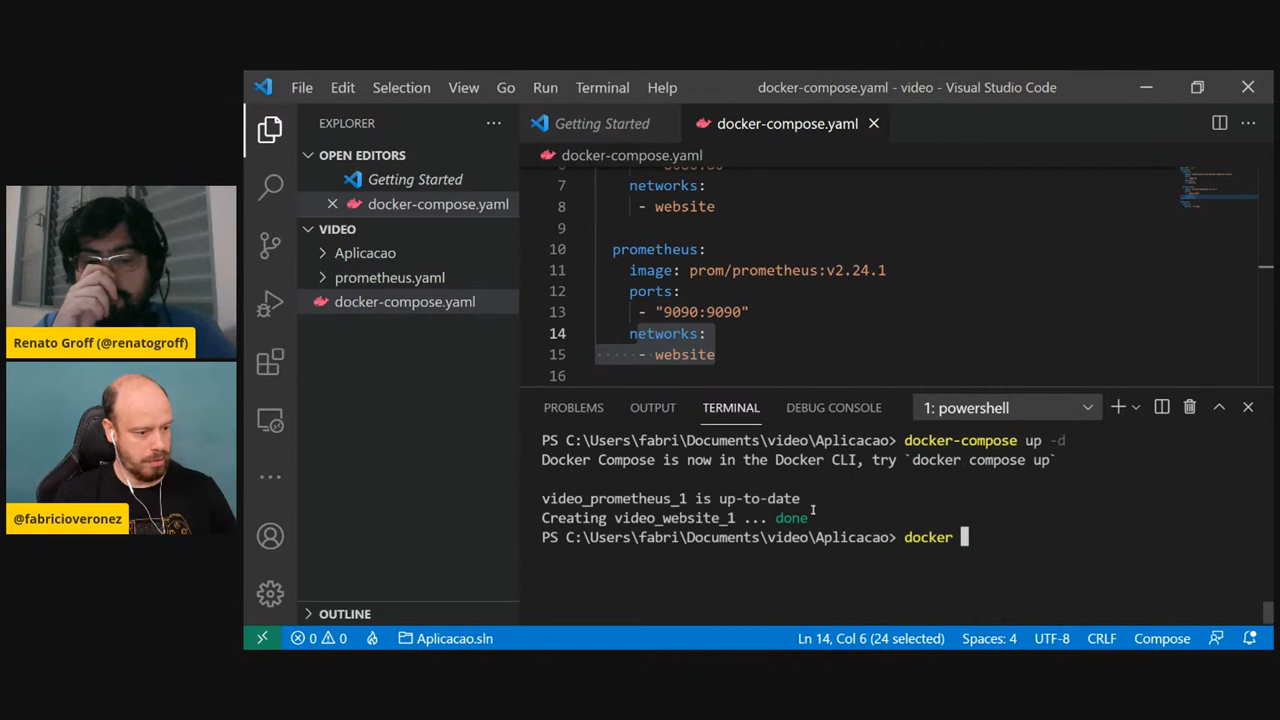 File Edit Selection View Go Run Terminal Help
docker-compose.yaml - video - Visual Studio Code
EXPLORER
Getting Started
docker-compose.yaml
OPEN EDITORS
Getting Started
docker-compose.yaml
VIDEO
Aplicacao
prometheus.yaml
docker-compose.yaml
OUTLINE
docker-compose.yaml
7 networks:
8 - website
9
10 prometheus:
11 image: prom/prometheus:v2.24.1
12 ports:
13 - "9090:9090"
14 networks:
15 - website
16
PROBLEMS OUTPUT TERMINAL DEBUG CONSOLE 1: powershell
PS C:\Users\fabri\Documents\video\Aplicacao> docker-compose up -d
Docker Compose is now in the Docker CLI, try `docker compose up`
video_prometheus_1 is up-to-date
Creating video_website_1 ... done
PS C:\Users\fabri\Documents\video\Aplicacao> docker
0 0 Aplicacao.sln Ln 14, Col 6 (24 selected) Spaces: 4 UTF-8 CRLF Compose
Renato Groff (@renatogroff)
@fabricioveronez